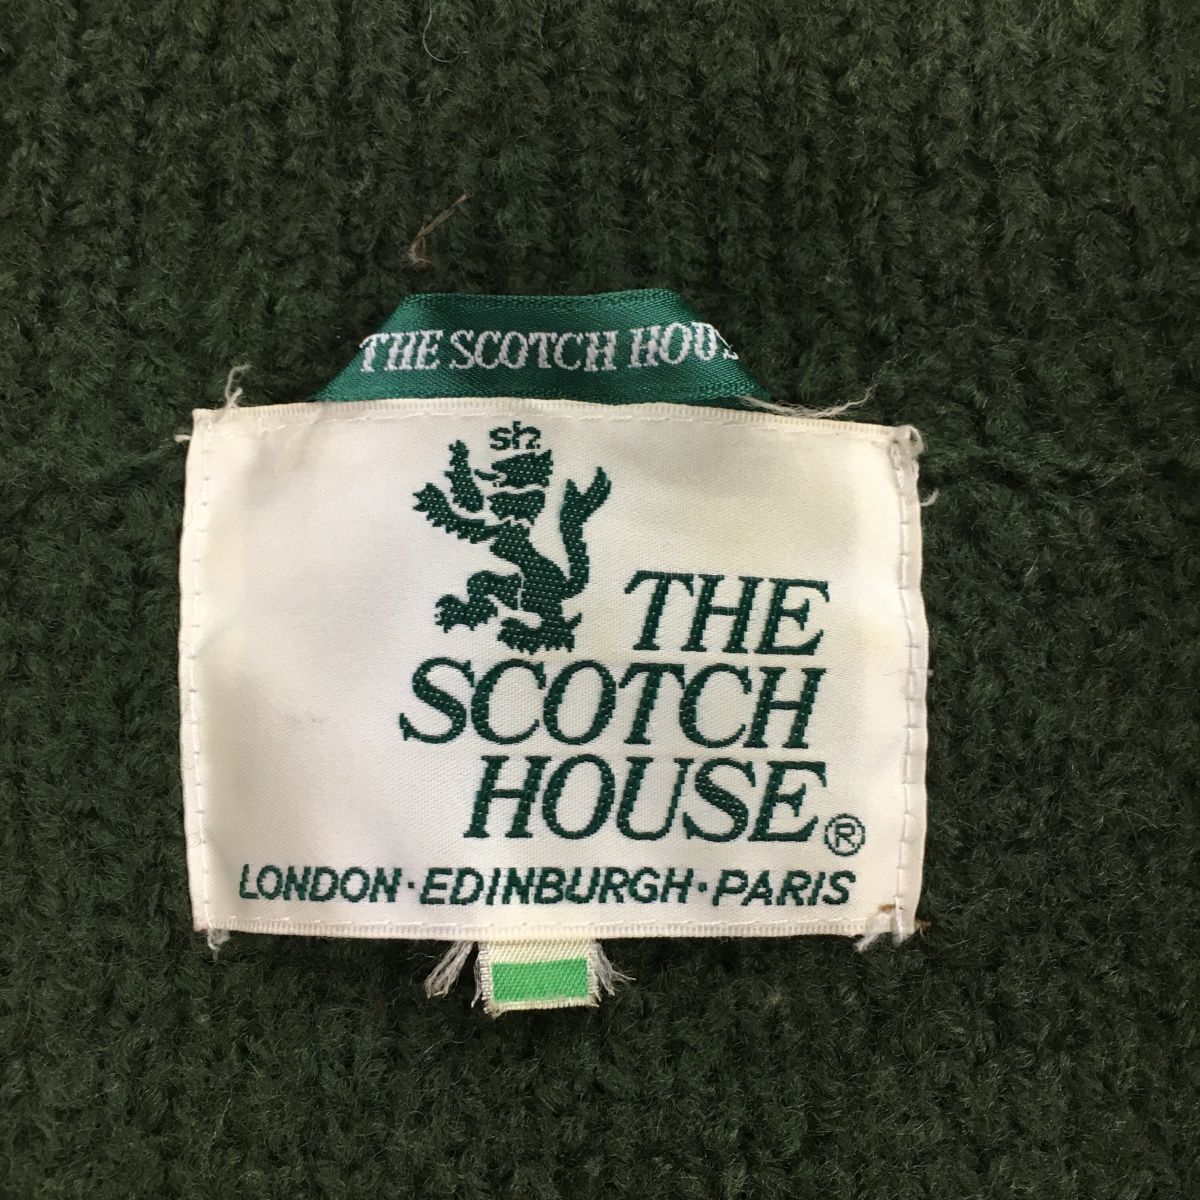 THE SCOTCH HOUS
sh
THE
SCOTCH
HOUSE®
LONDON·EDINBURGH·PARIS